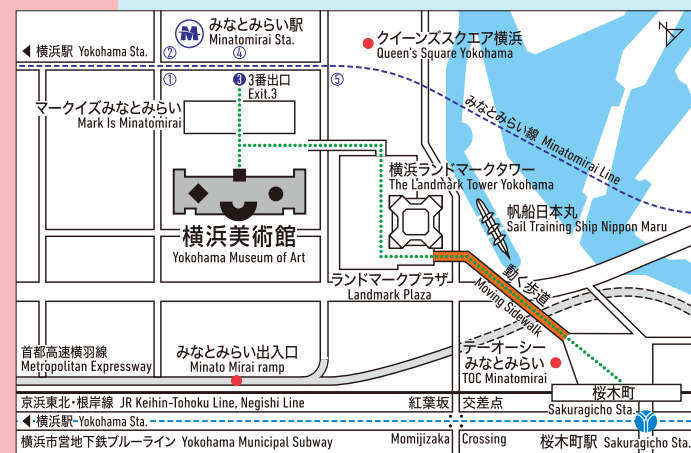 みなとみらい駅
Minatomirai Sta.
クイーンズスクエア横浜
Queen's Square Yokohama
横浜駅 Yokohama Sta.
② ④
① ③ 3番出口 ⑤
Exit.3
マークイズみなとみらい
Mark Is Minatomirai
みなとみらい線 Minatomirai Line
横浜ランドマークタワー
The Landmark Tower Yokohama
帆船日本丸
Sail Training Ship Nippon Maru
横浜美術館
Yokohama Museum of Art
ランドマークプラザ
Landmark Plaza
動く歩道
Moving Sidewalk
首都高速横羽線
Metropolitan Expressway
みなとみらい出入口
Minato Mirai ramp
ティーオーシー
みなとみらい
TOC Minatomirai
桜木町
Sakuragicho Sta.
京浜東北・根岸線 JR Keihin-Tohoku Line, Negishi Line
紅葉坂 交差点
横浜駅 Yokohama Sta.
横浜市営地下鉄ブルーライン Yokohama Municipal Subway
Momijizaka Crossing
桜木町駅 Sakuragicho Sta.
N